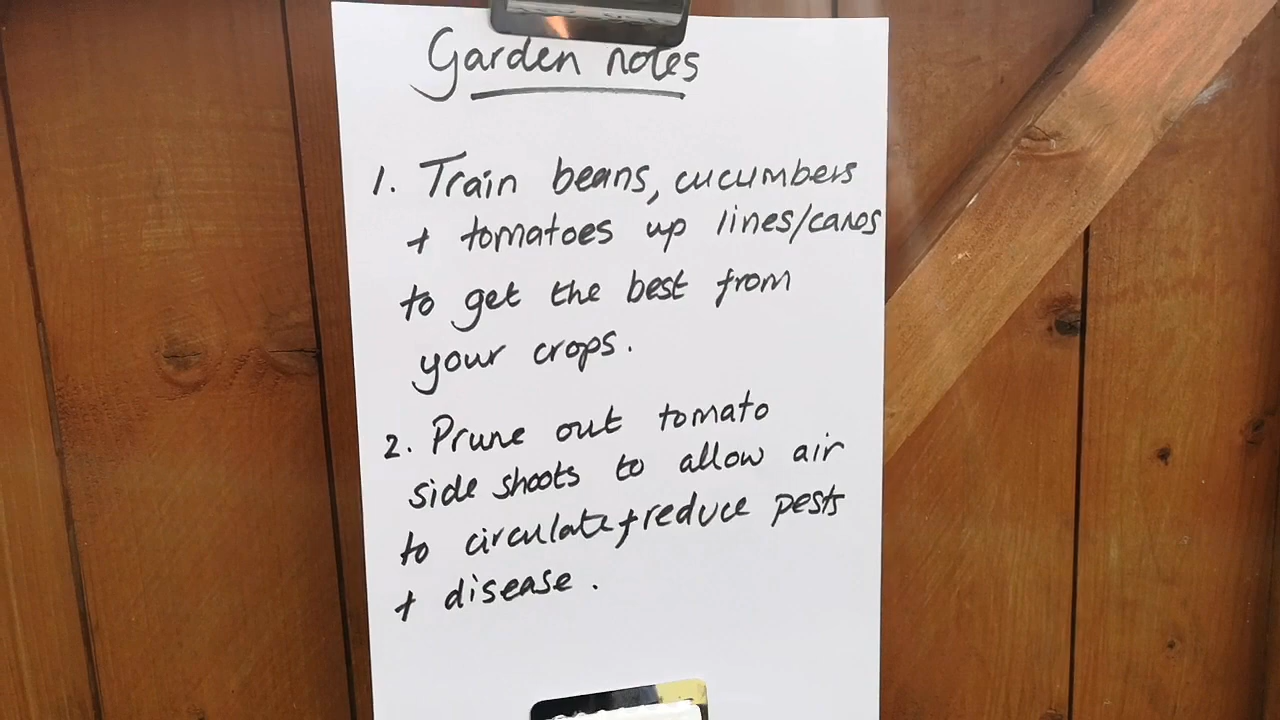 Garden notes
1. Train beans, cucumbers
+ tomatoes up lines/canes
to get the best from
your crops.
2. Prune out tomato
side shoots to allow air
to circulate + reduce pests
+ disease.